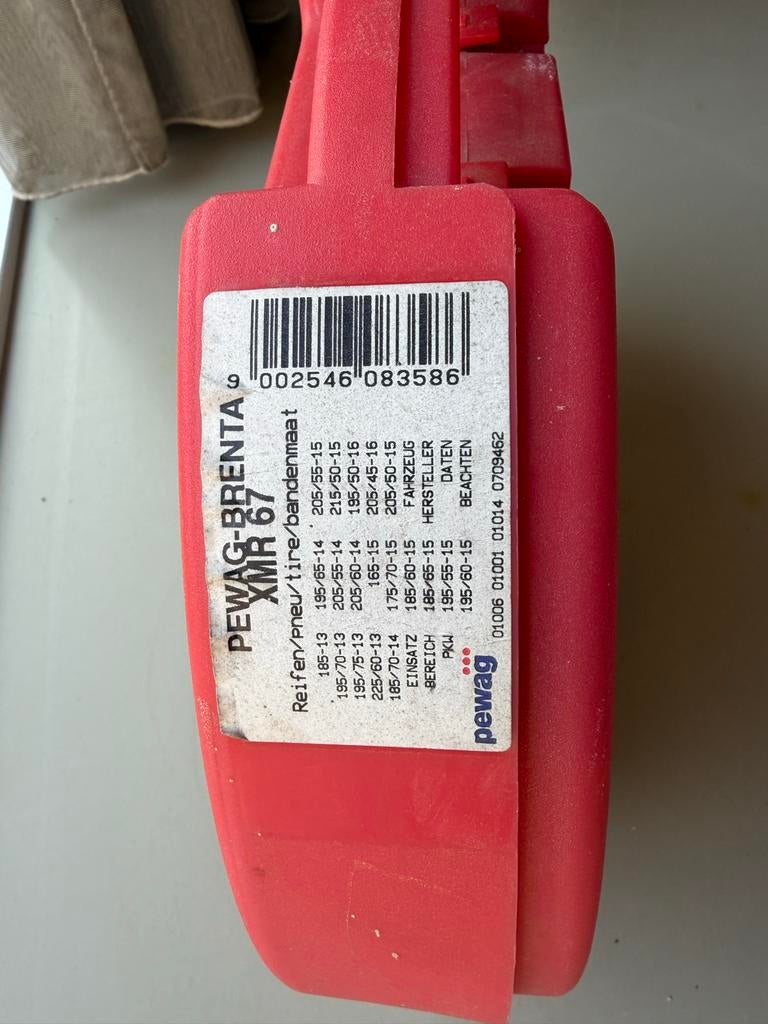 PEWAG-BRENTA
XMR 67
Reifen/pneu/tire/bandenmaat
185-13 195/65-14 205/55-15
195/70-13 205/55-14 215/50-15
195/75-13 205/60-14 195/50-16
225/60-13 165-15 205/45-16
185/70-14 175/70-15 205/50-15
EINSATZ 185/60-15 FAHRZEUG
BEREICH 185/65-15 HERSTELLER
PKW 195/55-15 DATEN
195/60-15 BEACHTEN
pewag
01006 01001 01014 0709462
9 002546 083586